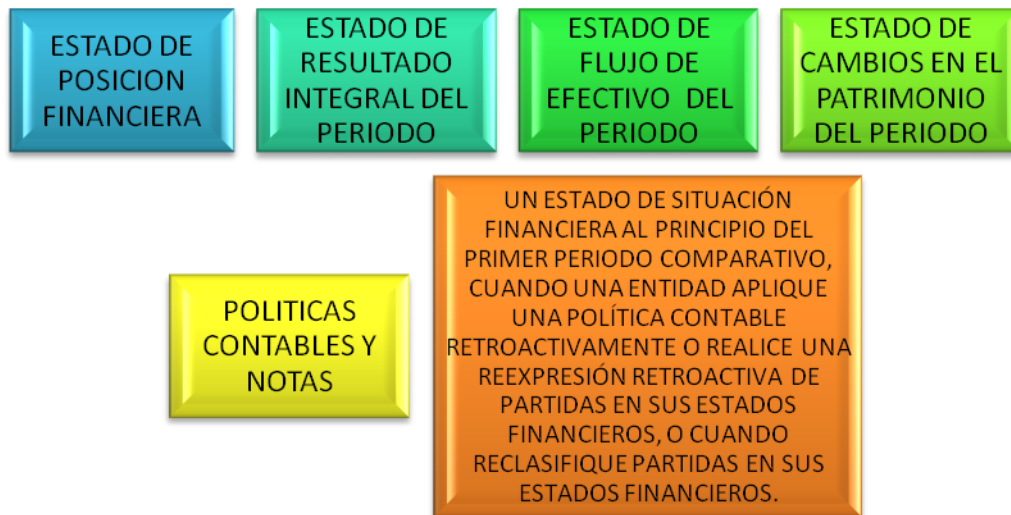 ESTADO DE
POSICION
FINANCIERA
ESTADO DE
RESULTADO
INTEGRAL DEL
PERIODO
ESTADO DE
FLUJO DE
EFECTIVO DEL
PERIODO
ESTADO DE
CAMBIOS EN EL
PATRIMONIO
DEL PERIODO
POLITICAS
CONTABLES Y
NOTAS
UN ESTADO DE SITUACIÓN
FINANCIERA AL PRINCIPIO DEL
PRIMER PERIODO COMPARATIVO,
CUANDO UNA ENTIDAD APLIQUE
UNA POLÍTICA CONTABLE
RETROACTIVAMENTE O REALICE UNA
REEXPRESIÓN RETROACTIVA DE
PARTIDAS EN SUS ESTADOS
FINANCIEROS, O CUANDO
RECLASIFIQUE PARTIDAS EN SUS
ESTADOS FINANCIEROS.